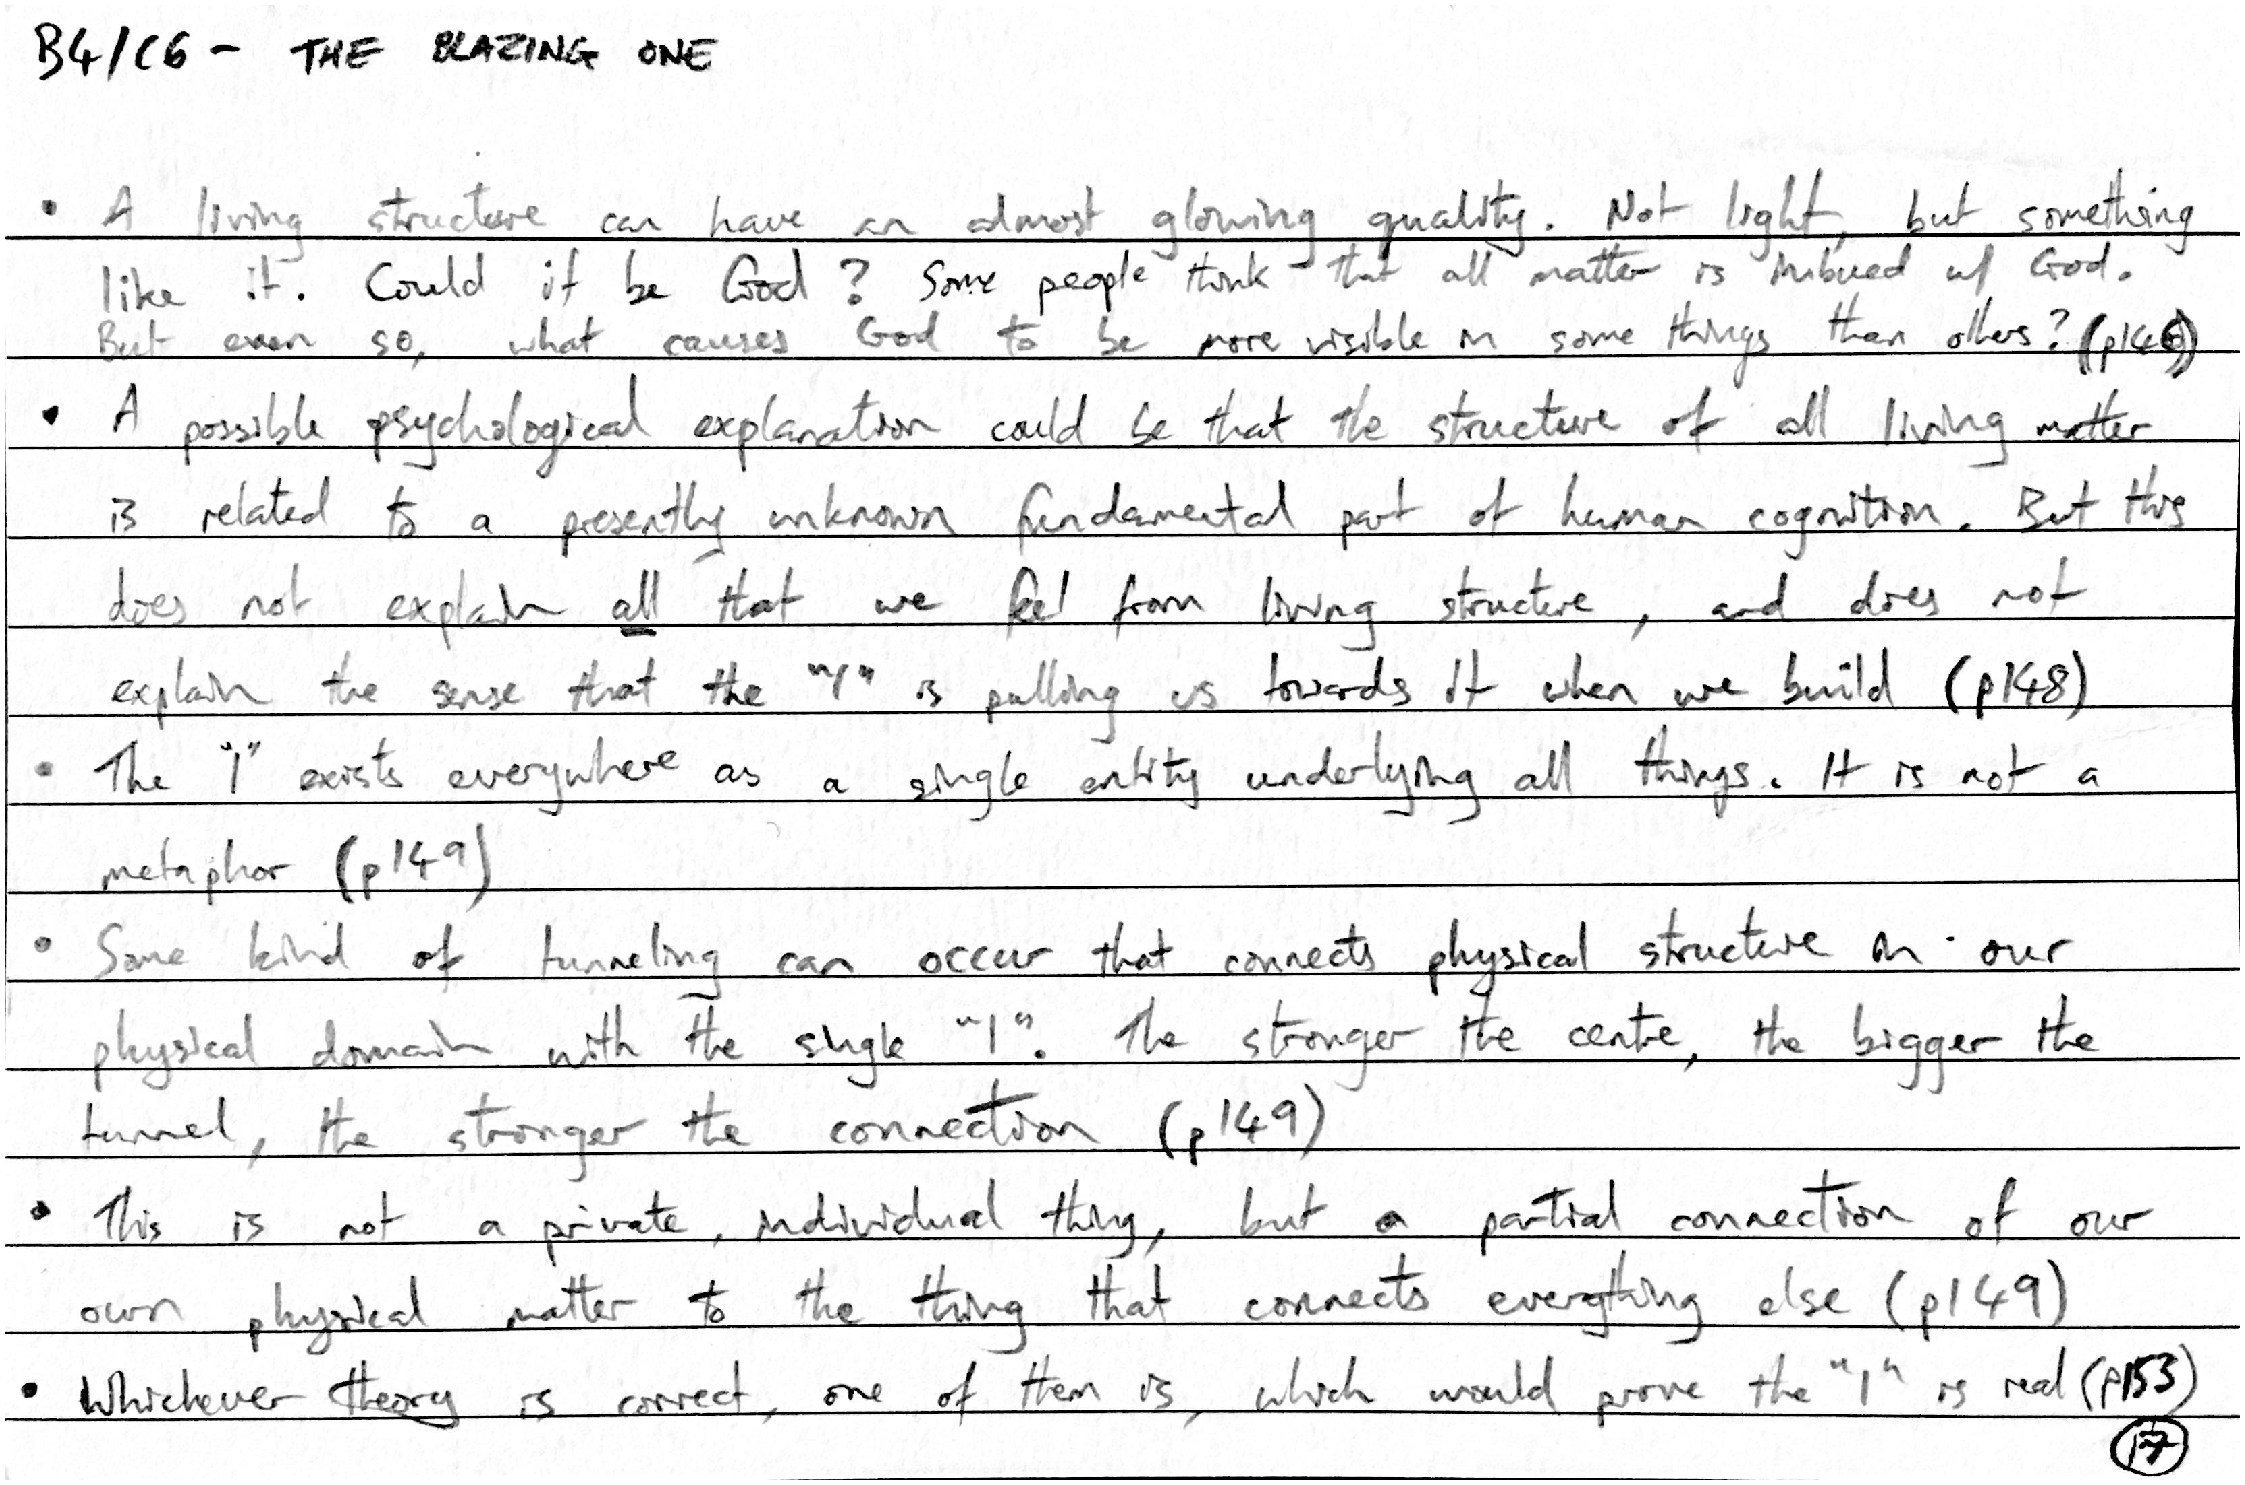 B4/C6 - THE BLAZING ONE
• A living structure can have an almost glowing quality. Not light, but something
like it. Could it be God? Some people think that all matter is imbued w/ God.
But even so, what causes God to be more visible in some things than others? (p146)
• A possible psychological explanation could be that the structure of all living matter
is related to a presently unknown fundamental part of human cognition. But this
does not explain all that we feel from living structure, and does not
explain the sense that the "I" is pulling us towards it when we build (p148)
• The "I" exists everywhere as a single entity underlying all things. It is not a
metaphor (p149)
• Some kind of tunneling can occur that connects physical structure in our
physical domain with the single "I". The stronger the centre, the bigger the
tunnel, the stronger the connection (p149)
• This is not a private, individual thing, but a partial connection of our
own physical matter to the thing that connects everything else (p149)
• Whichever theory is correct, one of them is, which would prove the "I" is real (p153)
17